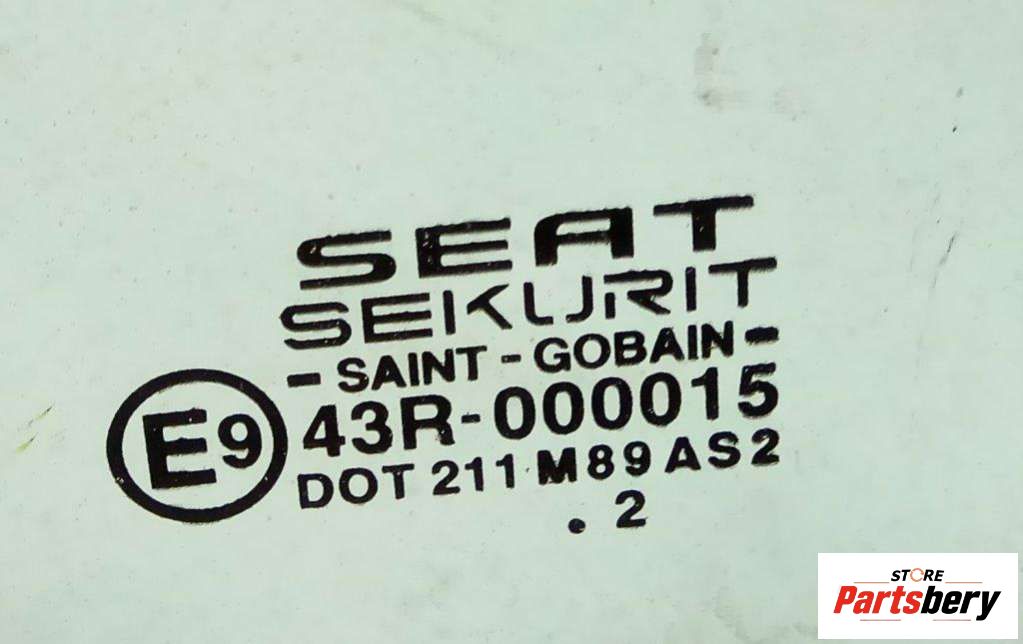 SEAT
SEKURIT
- SAINT - GOBAIN -
E9 43R-000015
DOT 211 M89 AS2
. 2
STORE
Partsbery